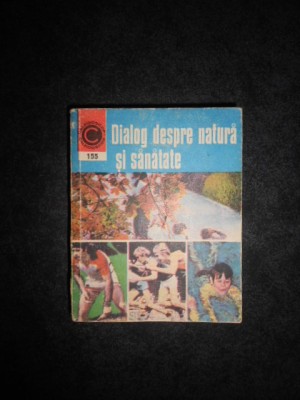 Dialog despre natură
și sănătate
155